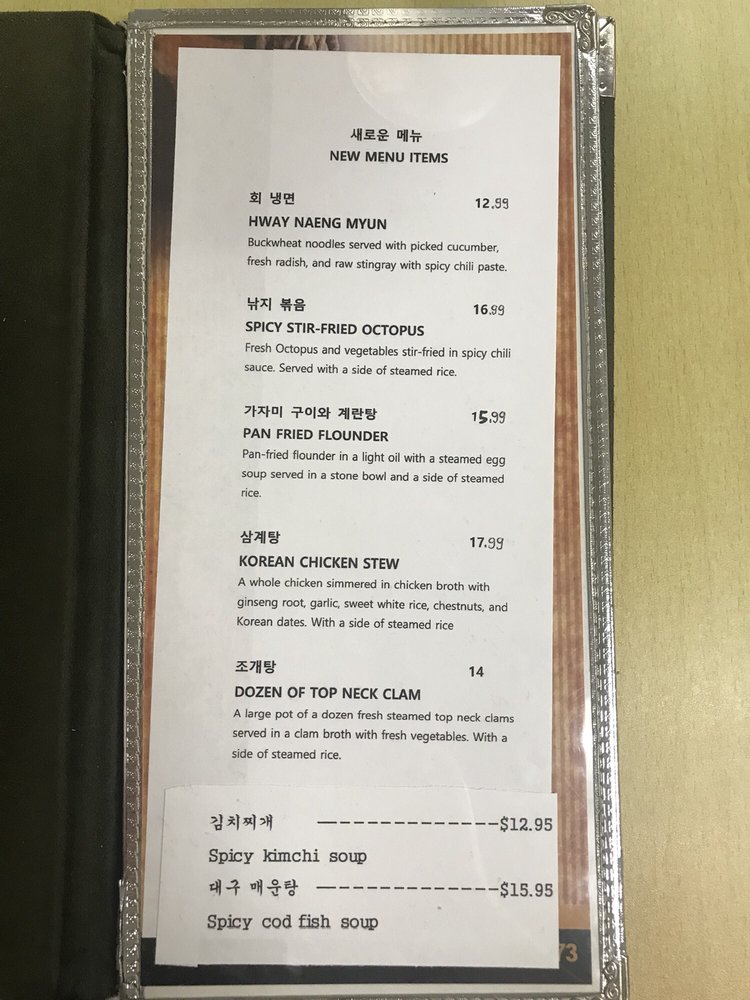 새로운 메뉴
NEW MENU ITEMS
회 냉면 12.99
HWAY NAENG MYUN
Buckwheat noodles served with picked cucumber,
fresh radish, and raw stingray with spicy chili paste.
낚지 볶음 16.99
SPICY STIR-FRIED OCTOPUS
Fresh Octopus and vegetables stir-fried in spicy chili
sauce. Served with a side of steamed rice.
가자미 구이와 계란탕 15.99
PAN FRIED FLOUNDER
Pan-fried flounder in a light oil with a steamed egg
soup served in a stone bowl and a side of steamed
rice.
삼계탕 17.99
KOREAN CHICKEN STEW
A whole chicken simmered in chicken broth with
ginseng root, garlic, sweet white rice, chestnuts, and
Korean dates. With a side of steamed rice
조개탕 14
DOZEN OF TOP NECK CLAM
A large pot of a dozen fresh steamed top neck clams
served in a clam broth with fresh vegetables. With a
side of steamed rice.
김치찌개 --------------$12.95
Spicy kimchi soup
대구 매운탕 --------------$15.95
Spicy cod fish soup
73